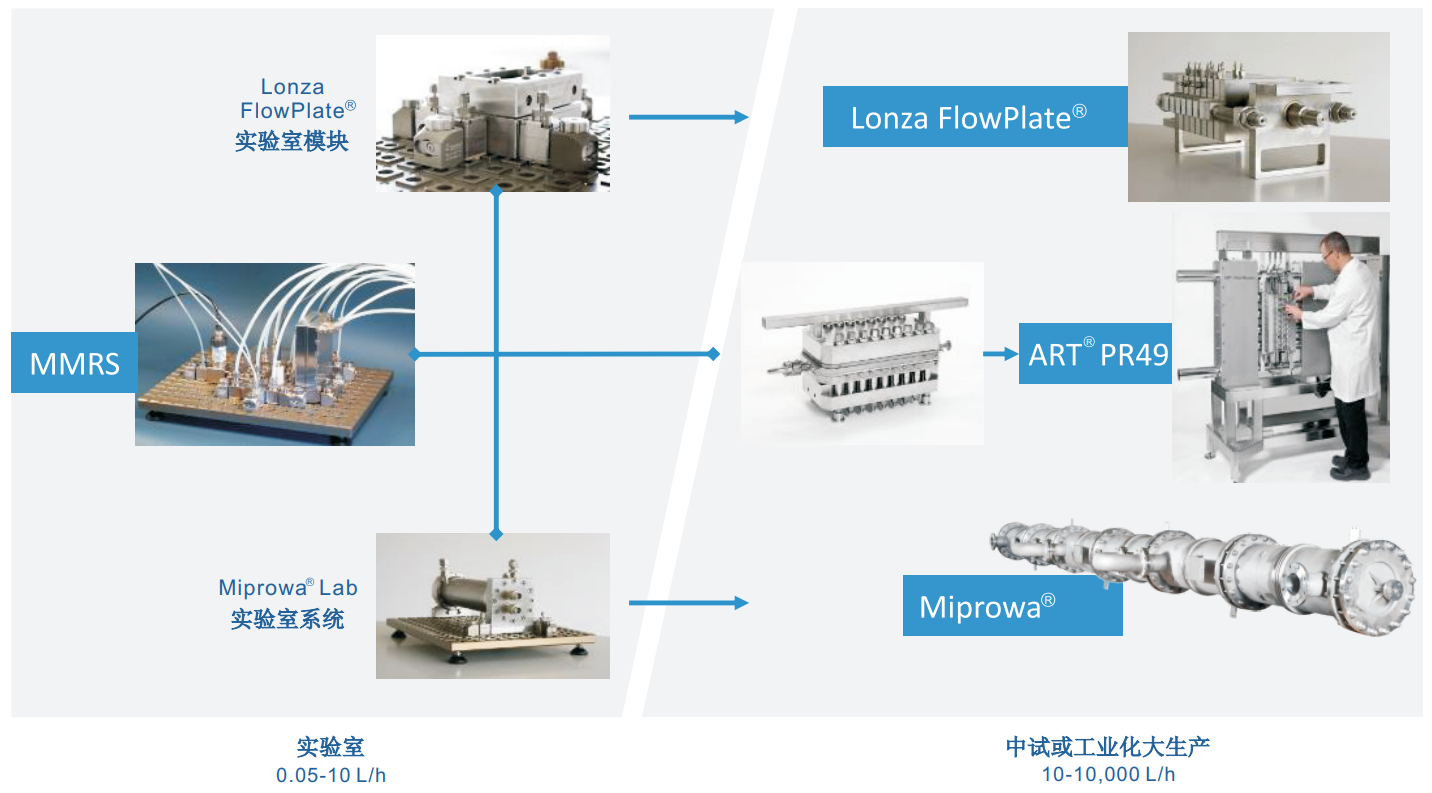 Lonza
FlowPlate®
实验室模块
Lonza FlowPlate®
MMRS
ART® PR49
Miprowa® Lab
实验室系统
Miprowa®
实验室
0.05-10 L/h
中试或工业化大生产
10-10,000 L/h